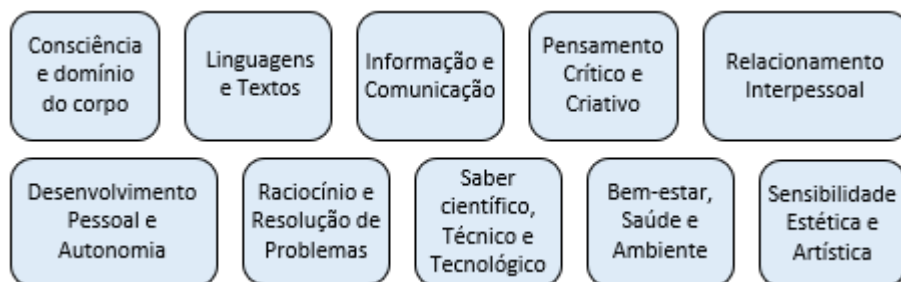 Consciência
e domínio
do corpo
Linguagens
e Textos
Informação e
Comunicação
Pensamento
Crítico e
Criativo
Relacionamento
Interpessoal
Desenvolvimento
Pessoal e
Autonomia
Raciocínio e
Resolução de
Problemas
Saber
científico,
Técnico e
Tecnológico
Bem-estar,
Saúde e
Ambiente
Sensibilidade
Estética e
Artística